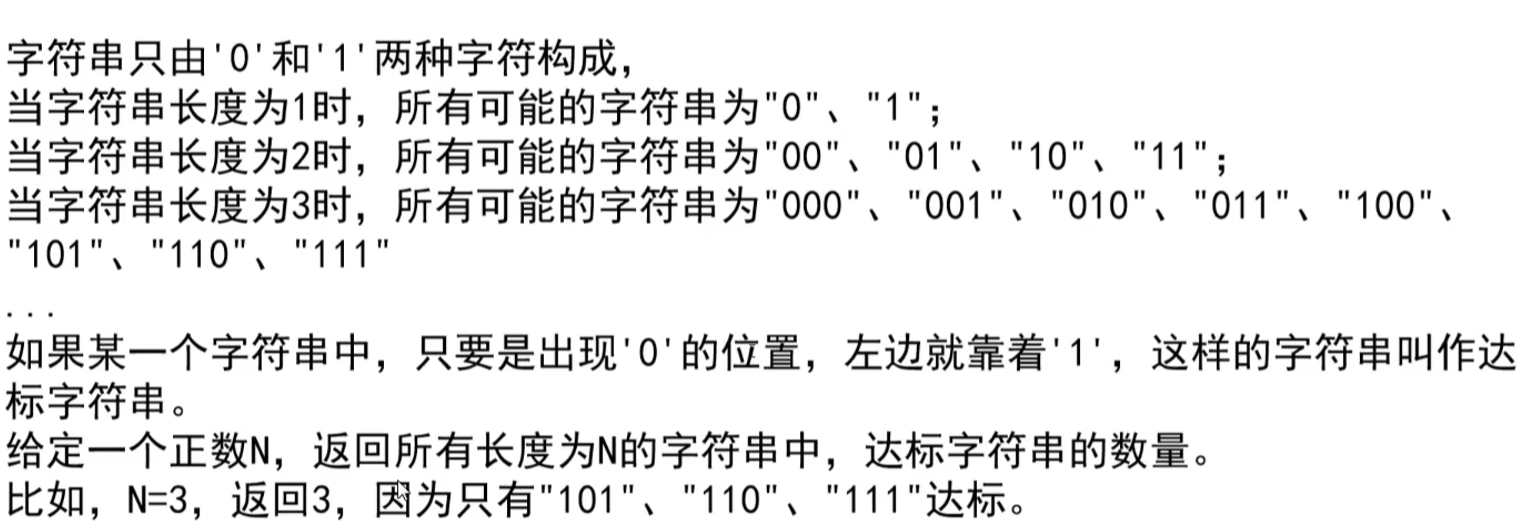 字符串只由'0'和'1'两种字符构成，
当字符串长度为1时，所有可能的字符串为"0"、"1"；
当字符串长度为2时，所有可能的字符串为"00"、"01"、"10"、"11"；
当字符串长度为3时，所有可能的字符串为"000"、"001"、"010"、"011"、"100"、
"101"、"110"、"111"
...
如果某一个字符串中，只要是出现'0'的位置，左边就靠着'1'，这样的字符串叫作达
标字符串。
给定一个正数N，返回所有长度为N的字符串中，达标字符串的数量。
比如，N=3，返回3，因为只有"101"、"110"、"111"达标。